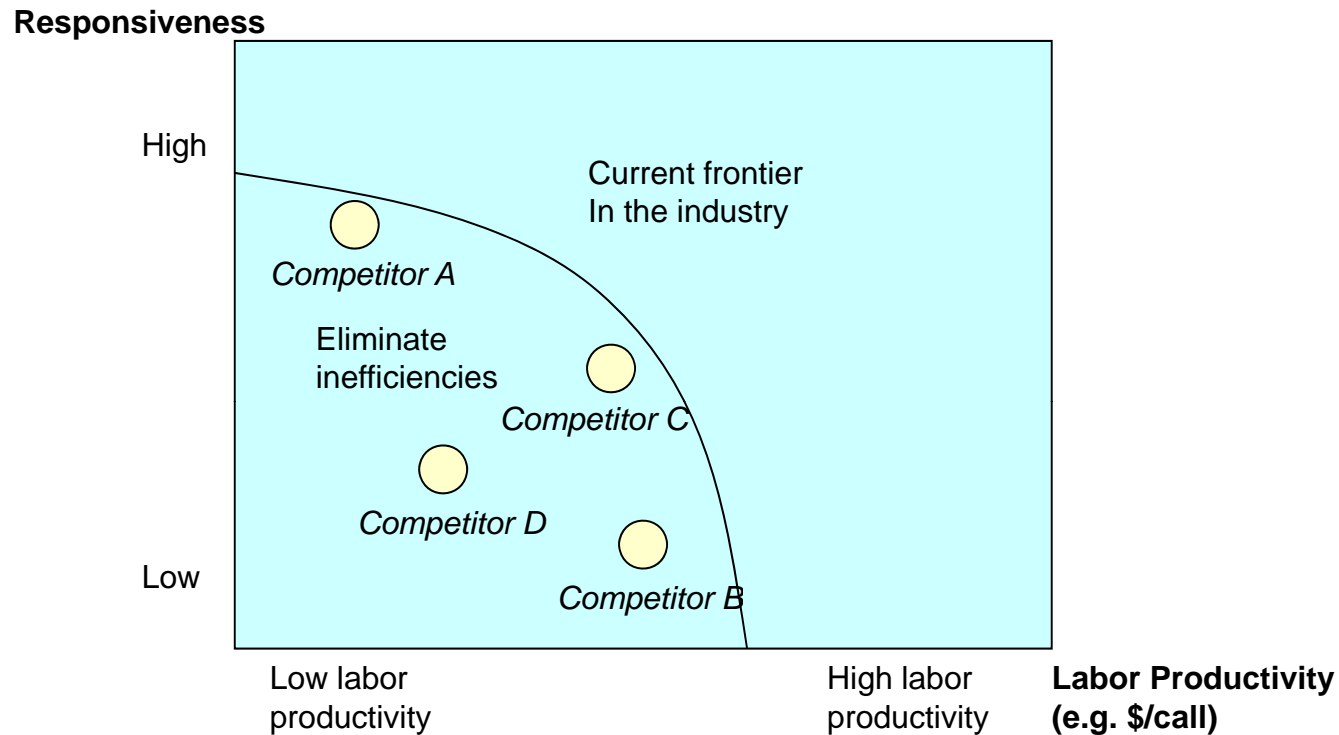 Responsiveness
High
Current frontier
In the industry
Competitor A
Eliminate
inefficiencies
Competitor C
Competitor D
Low
Competitor B
Low labor
productivity
High labor
productivity
Labor Productivity
(e.g. $/call)